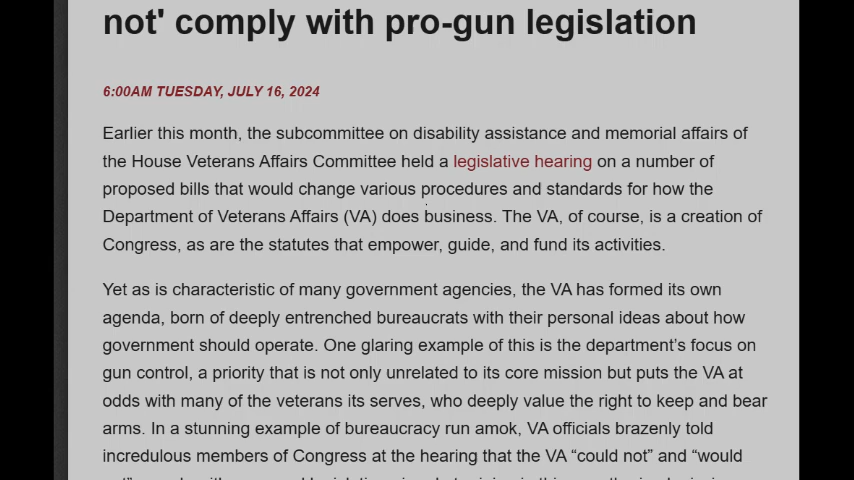 not' comply with pro-gun legislation
6:00AM TUESDAY, JULY 16, 2024
Earlier this month, the subcommittee on disability assistance and memorial affairs of
the House Veterans Affairs Committee held a legislative hearing on a number of
proposed bills that would change various procedures and standards for how the
Department of Veterans Affairs (VA) does business. The VA, of course, is a creation of
Congress, as are the statutes that empower, guide, and fund its activities.
Yet as is characteristic of many government agencies, the VA has formed its own
agenda, born of deeply entrenched bureaucrats with their personal ideas about how
government should operate. One glaring example of this is the department's focus on
gun control, a priority that is not only unrelated to its core mission but puts the VA at
odds with many of the veterans its serves, who deeply value the right to keep and bear
arms. In a stunning example of bureaucracy run amok, VA officials brazenly told
incredulous members of Congress at the hearing that the VA “could not” and “would